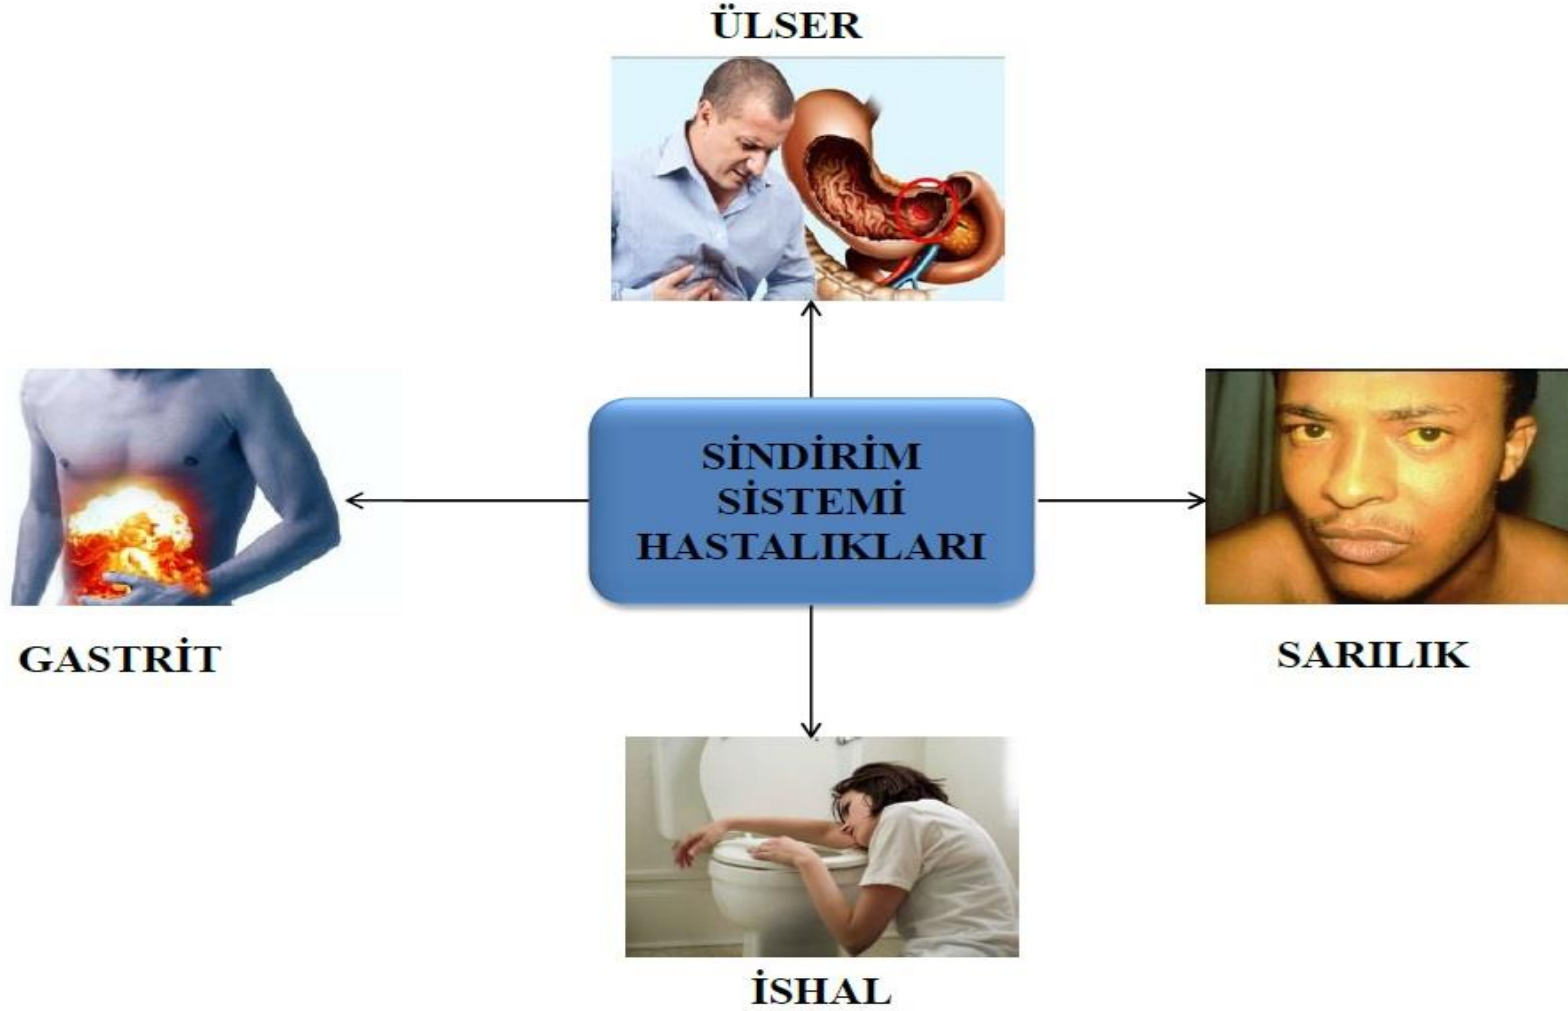 ÜLSER
SİNDİRİM
SİSTEMİ
HASTALIKLARI
GASTRİT
SARILIK
İSHAL